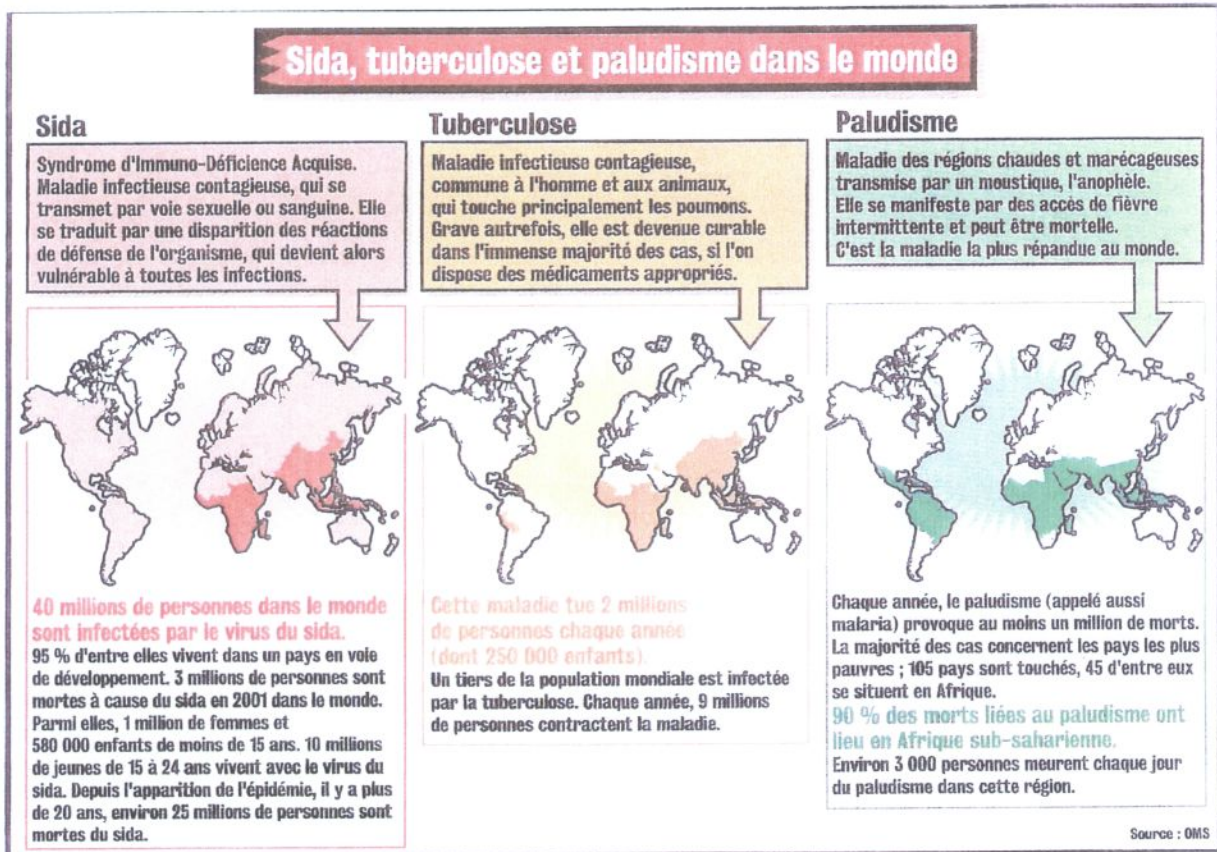 Sida, tuberculose et paludisme dans le monde
Sida
Syndrome d'Immuno-Déficience Acquise.
Maladie infectieuse contagieuse, qui se
transmet par voie sexuelle ou sanguine. Elle
se traduit par une disparition des réactions
de défense de l'organisme, qui devient alors
vulnérable à toutes les infections.
40 millions de personnes dans le monde
sont infectées par le virus du sida.
95 % d'entre elles vivent dans un pays en voie
de développement. 3 millions de personnes sont
mortes à cause du sida en 2001 dans le monde.
Parmi elles, 1 million de femmes et
580 000 enfants de moins de 15 ans. 10 millions
de jeunes de 15 à 24 ans vivent avec le virus du
sida. Depuis l'apparition de l'épidémie, il y a plus
de 20 ans, environ 25 millions de personnes sont
mortes du sida.
Tuberculose
Maladie infectieuse contagieuse,
commune à l'homme et aux animaux,
qui touche principalement les poumons.
Grave autrefois, elle est devenue curable
dans l'immense majorité des cas, si l'on
dispose des médicaments appropriés.
Cette maladie tue 2 millions
de personnes chaque année
(dont 250 000 enfants).
Un tiers de la population mondiale est infectée
par la tuberculose. Chaque année, 9 millions
de personnes contractent la maladie.
Paludisme
Maladie des régions chaudes et marécageuses
transmise par un moustique, l'anophèle.
Elle se manifeste par des accès de fièvre
intermittente et peut être mortelle.
C'est la maladie la plus répandue au monde.
Chaque année, le paludisme (appelé aussi
malaria) provoque au moins un million de morts.
La majorité des cas concernent les pays les plus
pauvres ; 105 pays sont touchés, 45 d'entre eux
se situent en Afrique.
90 % des morts liées au paludisme ont
lieu en Afrique sub-saharienne.
Environ 3 000 personnes meurent chaque jour
du paludisme dans cette région.
Source : OMS